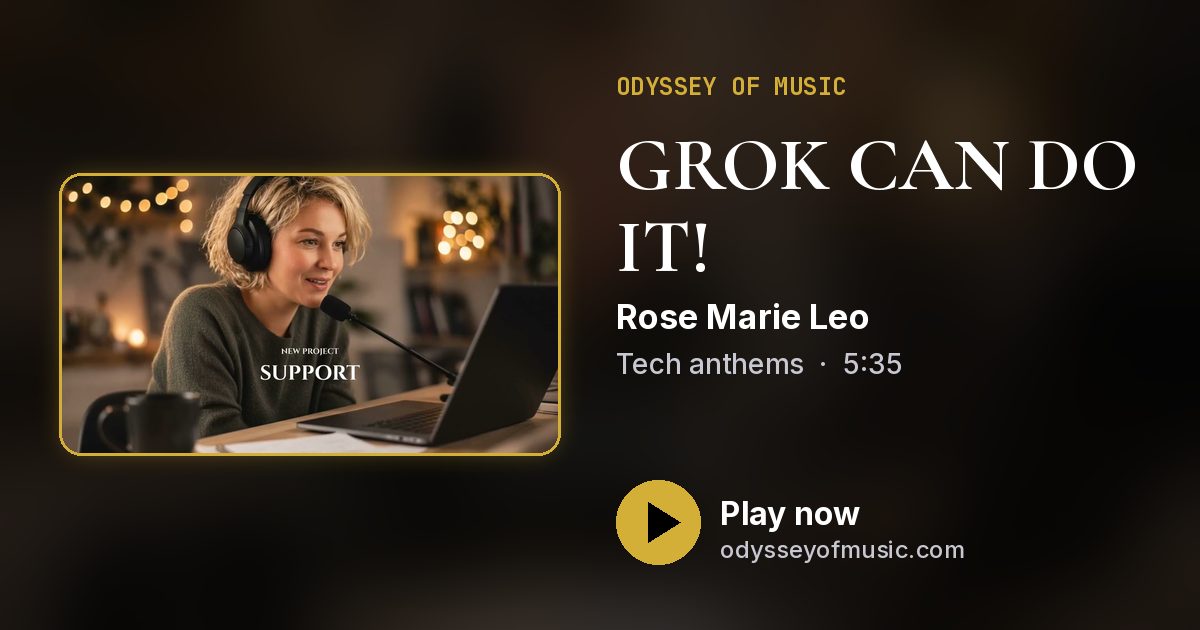 ODYSSEY OF MUSIC
GROK CAN DO
IT!
Rose Marie Leo
Tech anthems · 5:35
NEW PROJECT
SUPPORT
Play now
odysseyofmusic.com